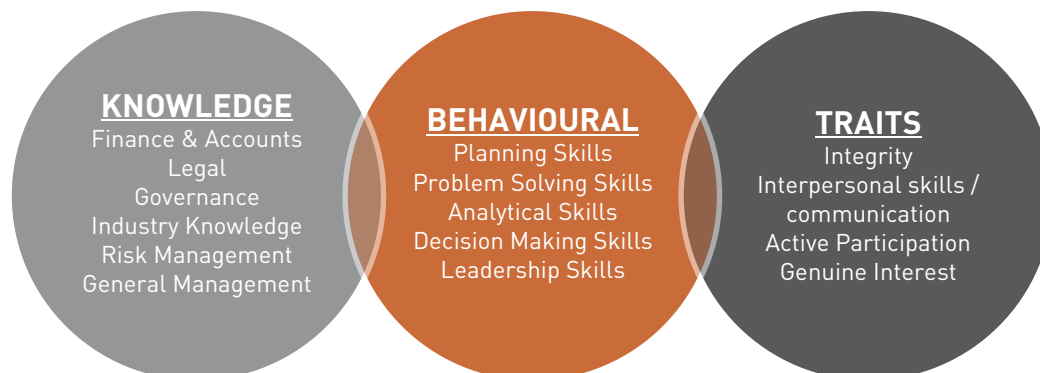 KNOWLEDGE
Finance & Accounts
Legal
Governance
Industry Knowledge
Risk Management
General Management
BEHAVIOURAL
Planning Skills
Problem Solving Skills
Analytical Skills
Decision Making Skills
Leadership Skills
TRAITS
Integrity
Interpersonal skills /
communication
Active Participation
Genuine Interest